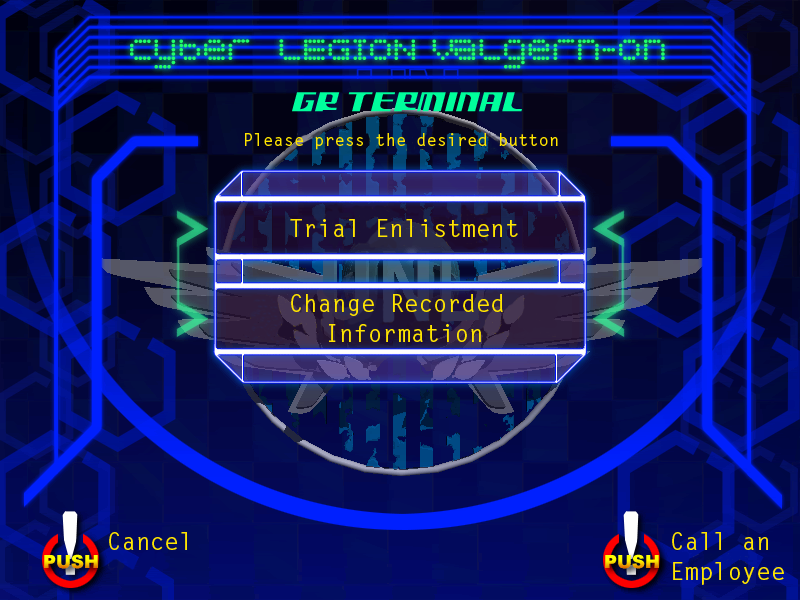 cyber LEGION Valgern-on
GR TERMINAL
Please press the desired button
Trial Enlistment
Change Recorded
Information
PUSH
Cancel
PUSH
Call an
Employee